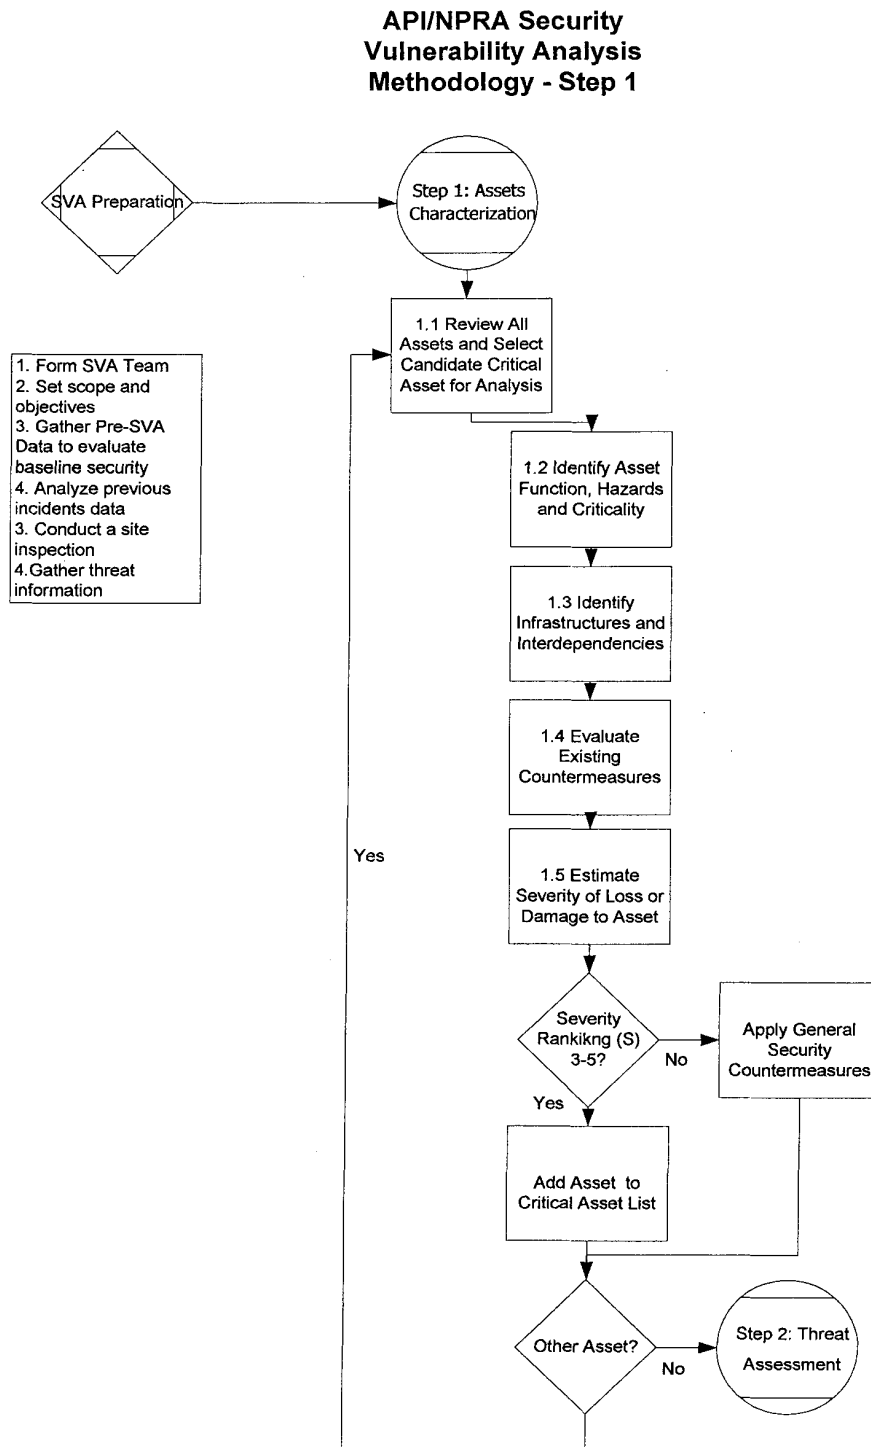 API/NPRA Security
Vulnerability Analysis
Methodology - Step 1
SVA Preparation
Step 1: Assets
Characterization
1.1 Review All
Assets and Select
Candidate Critical
Asset for Analysis
1. Form SVA Team
2. Set scope and
objectives
3. Gather Pre-SVA
Data to evaluate
baseline security
4. Analyze previous
incidents data
3. Conduct a site
inspection
4.Gather threat
information
1.2 Identify Asset
Function, Hazards
and Criticality
1.3 Identify
Infrastructures and
Interdependencies
1.4 Evaluate
Existing
Countermeasures
Yes
1.5 Estimate
Severity of Loss or
Damage to Asset
Severity
Rankikng (S)
3-5?
No
Apply General
Security
Countermeasures
Yes
Add Asset to
Critical Asset List
Other Asset?
No
Step 2: Threat
Assessment